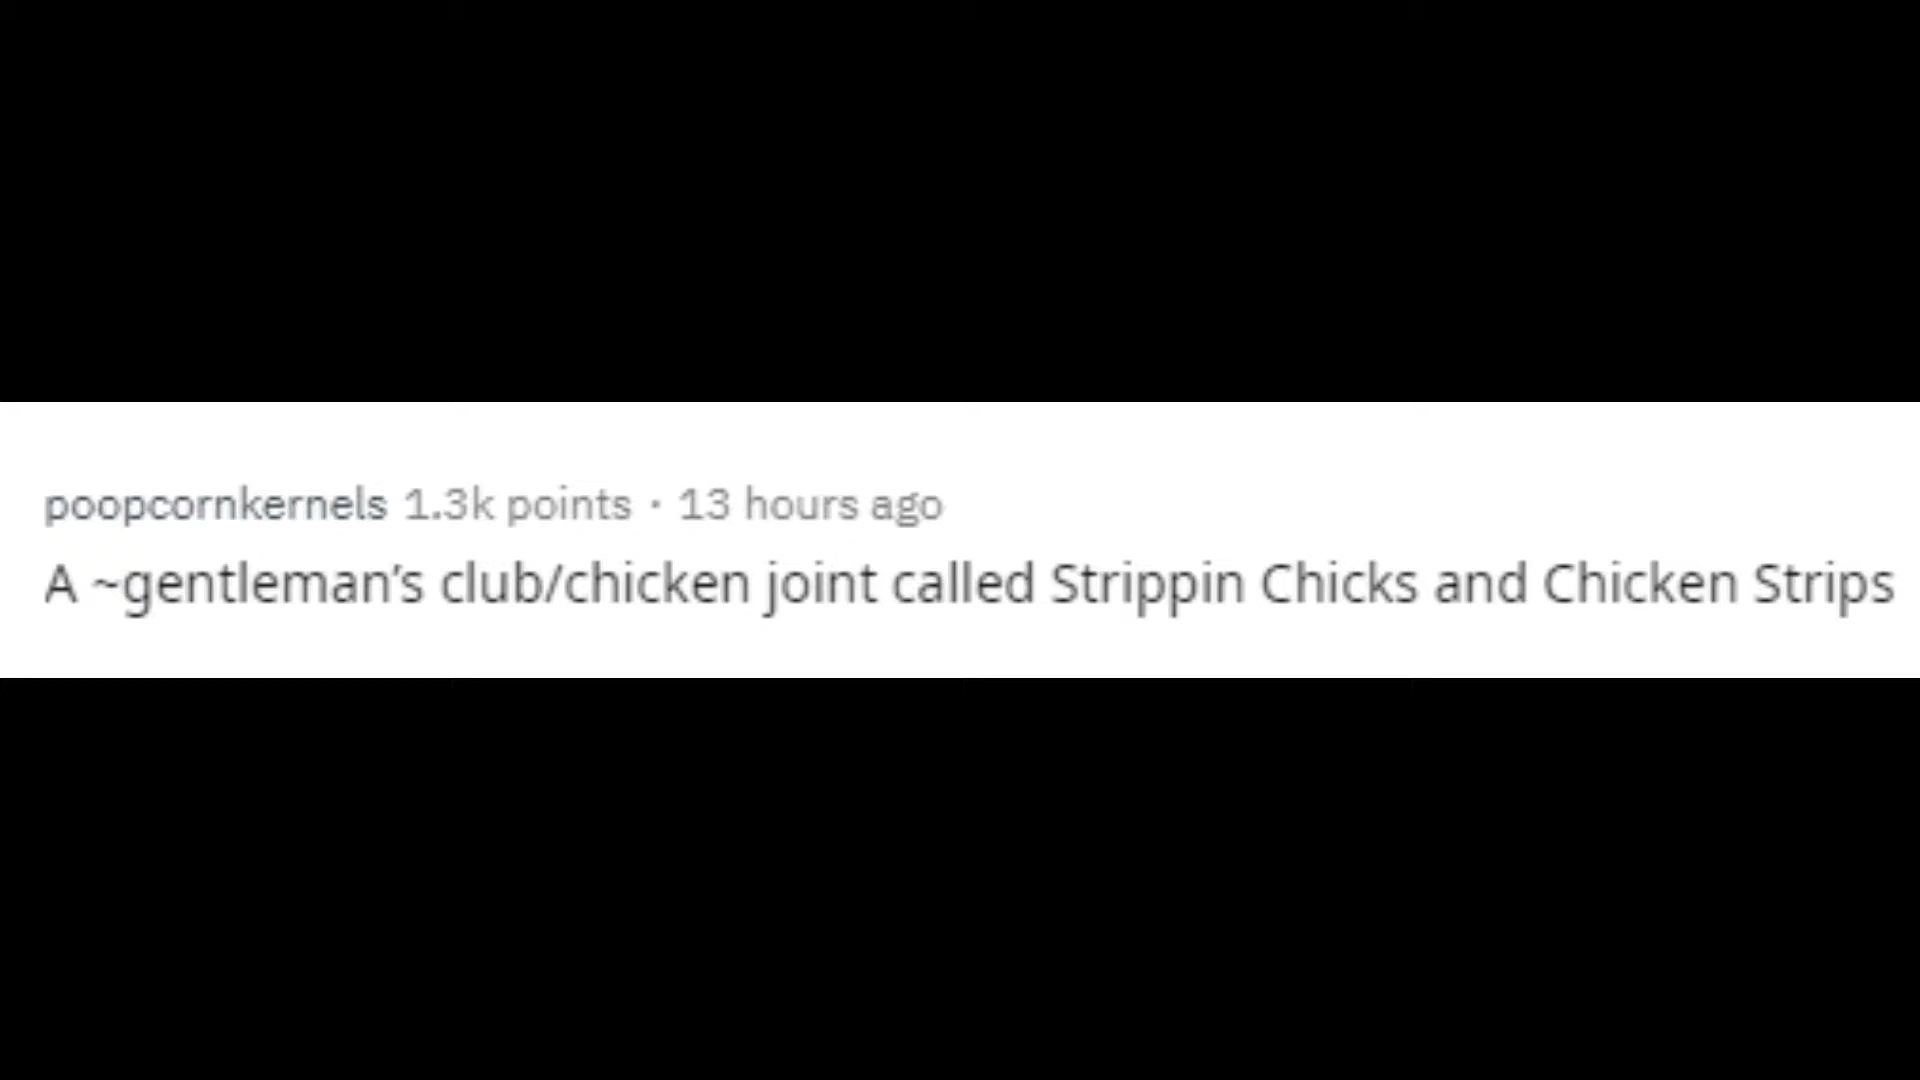 poopcornkernels 1.3k points · 13 hours ago
A ~gentleman’s club/chicken joint called Strippin Chicks and Chicken Strips